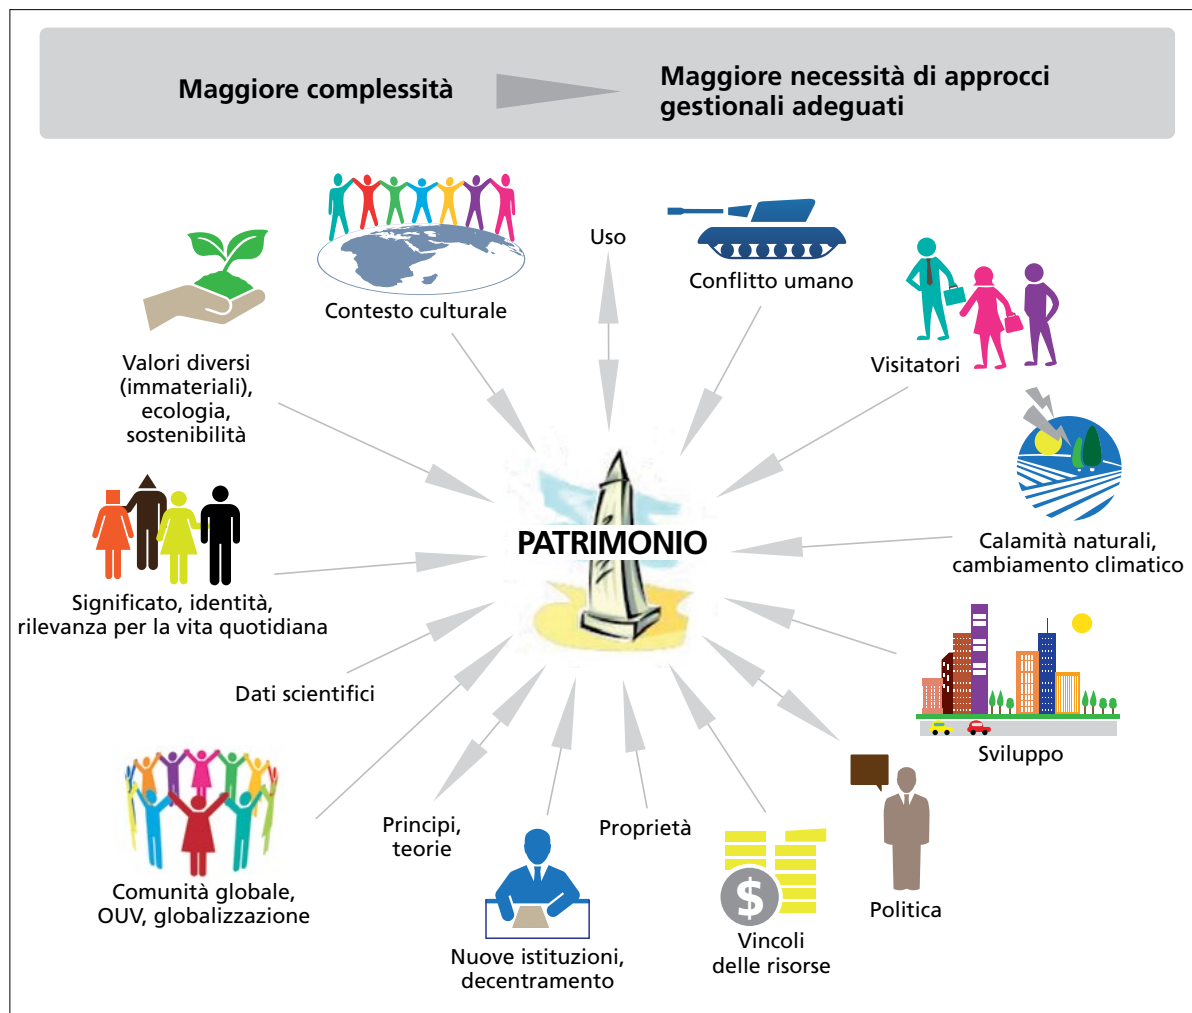 Maggiore complessità
Maggiore necessità di approcci
gestionali adeguati
Uso
Contesto culturale
Conflitto umano
Visitatori
Valori diversi
(immateriali),
ecologia,
sostenibilità
PATRIMONIO
Calamità naturali,
cambiamento climatico
Significato, identità,
rilevanza per la vita quotidiana
Dati scientifici
Sviluppo
Principi,
teorie
Proprietà
$
Comunità globale,
OUV, globalizzazione
Politica
Nuove istituzioni,
decentramento
Vincoli
delle risorse